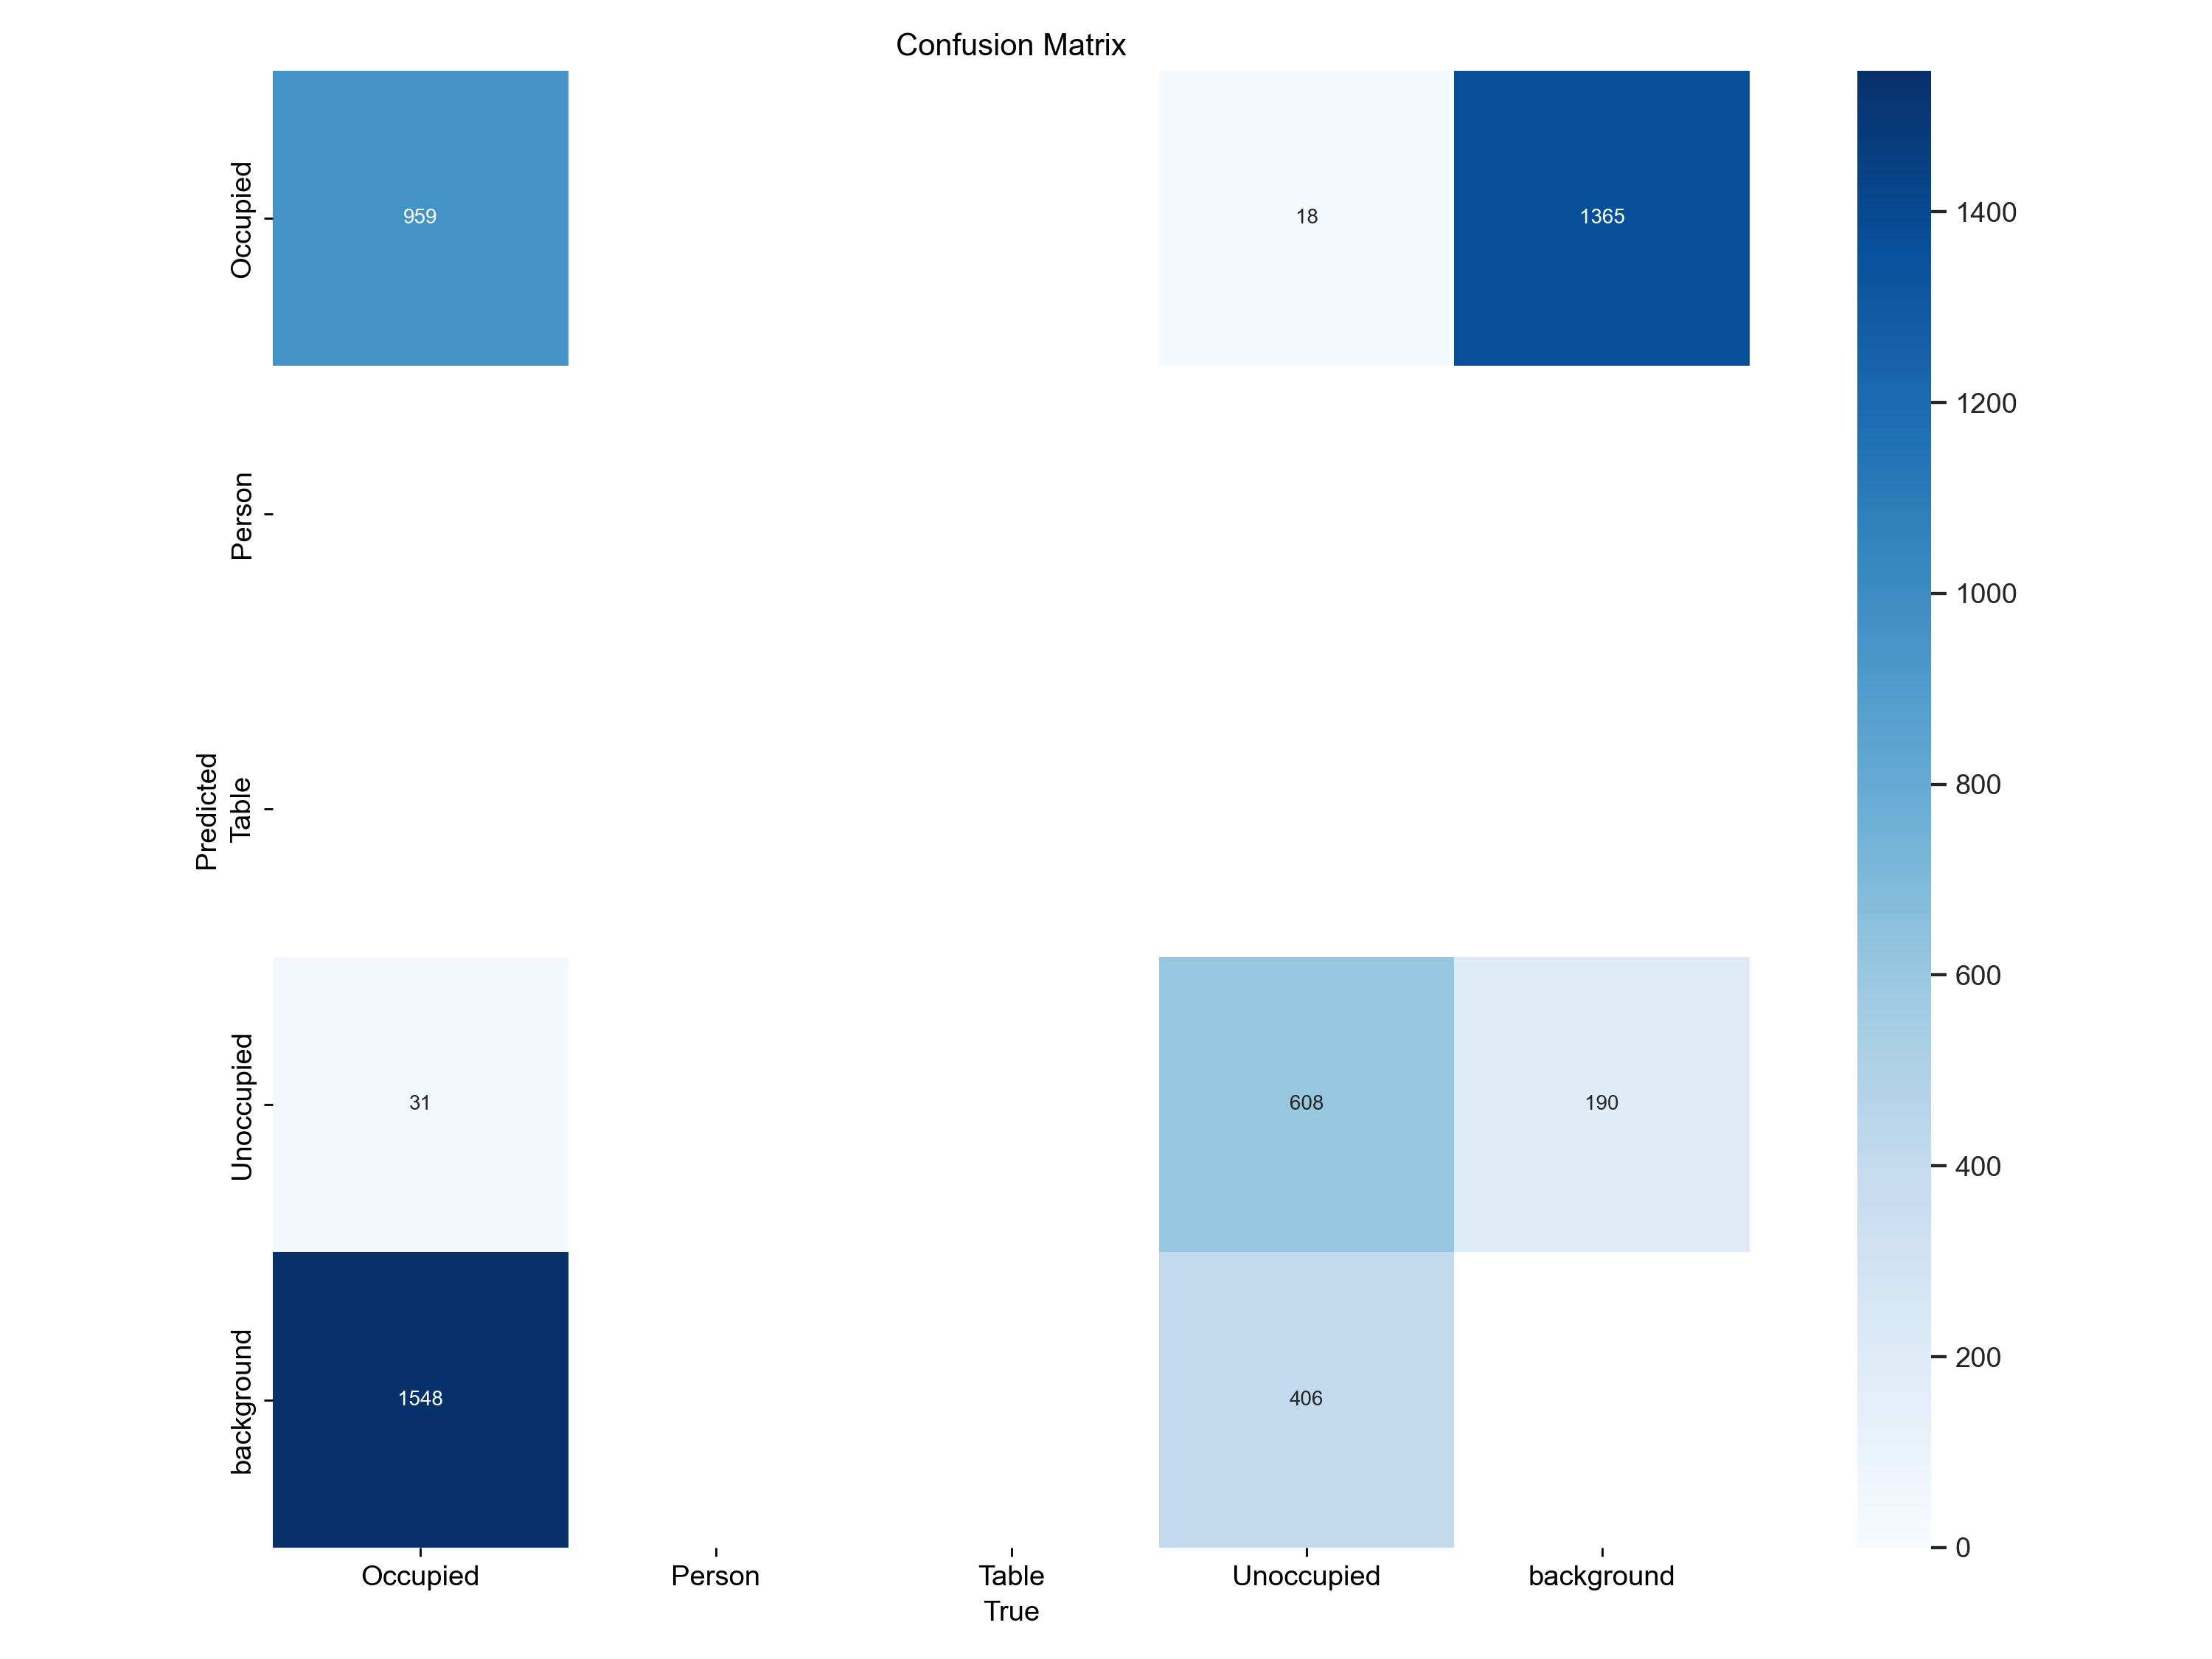 Confusion Matrix
Occupied
959
18
1365
1400
1200
Person
1000
Predicted
Table
800
600
Unoccupied
31
608
190
400
200
background
1548
406
0
Occupied
Person
Table
Unoccupied
background
True